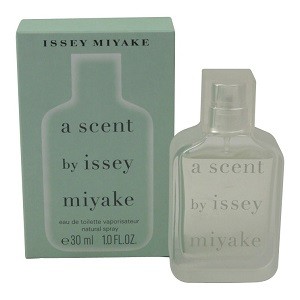 ISSEY MIYAKE
a scent
by issey
miyake
eau de toilette vaporisateur
natural spray
e 30 ml 1.0 FL.OZ.
a scent
by issey
miyake